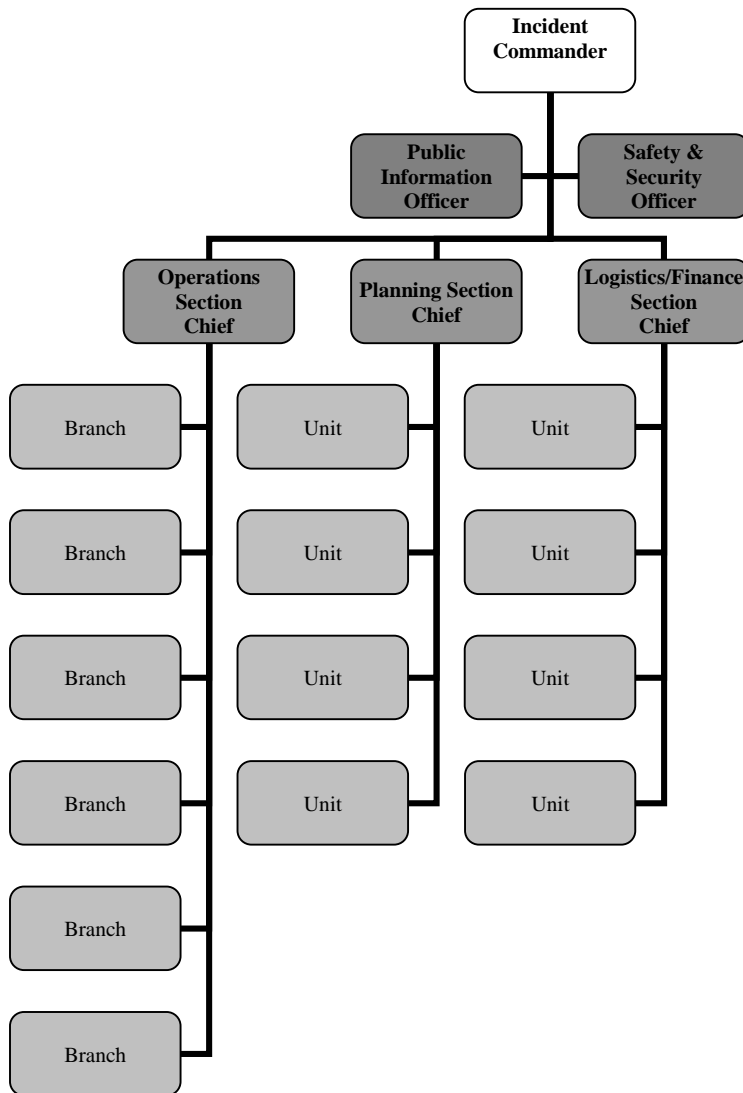 Incident
Commander
Public
Information
Officer
Safety &
Security
Officer
Operations
Section
Chief
Planning Section
Chief
Logistics/Finance
Section
Chief
Branch
Unit
Unit
Branch
Unit
Unit
Branch
Unit
Unit
Branch
Unit
Unit
Branch
Branch